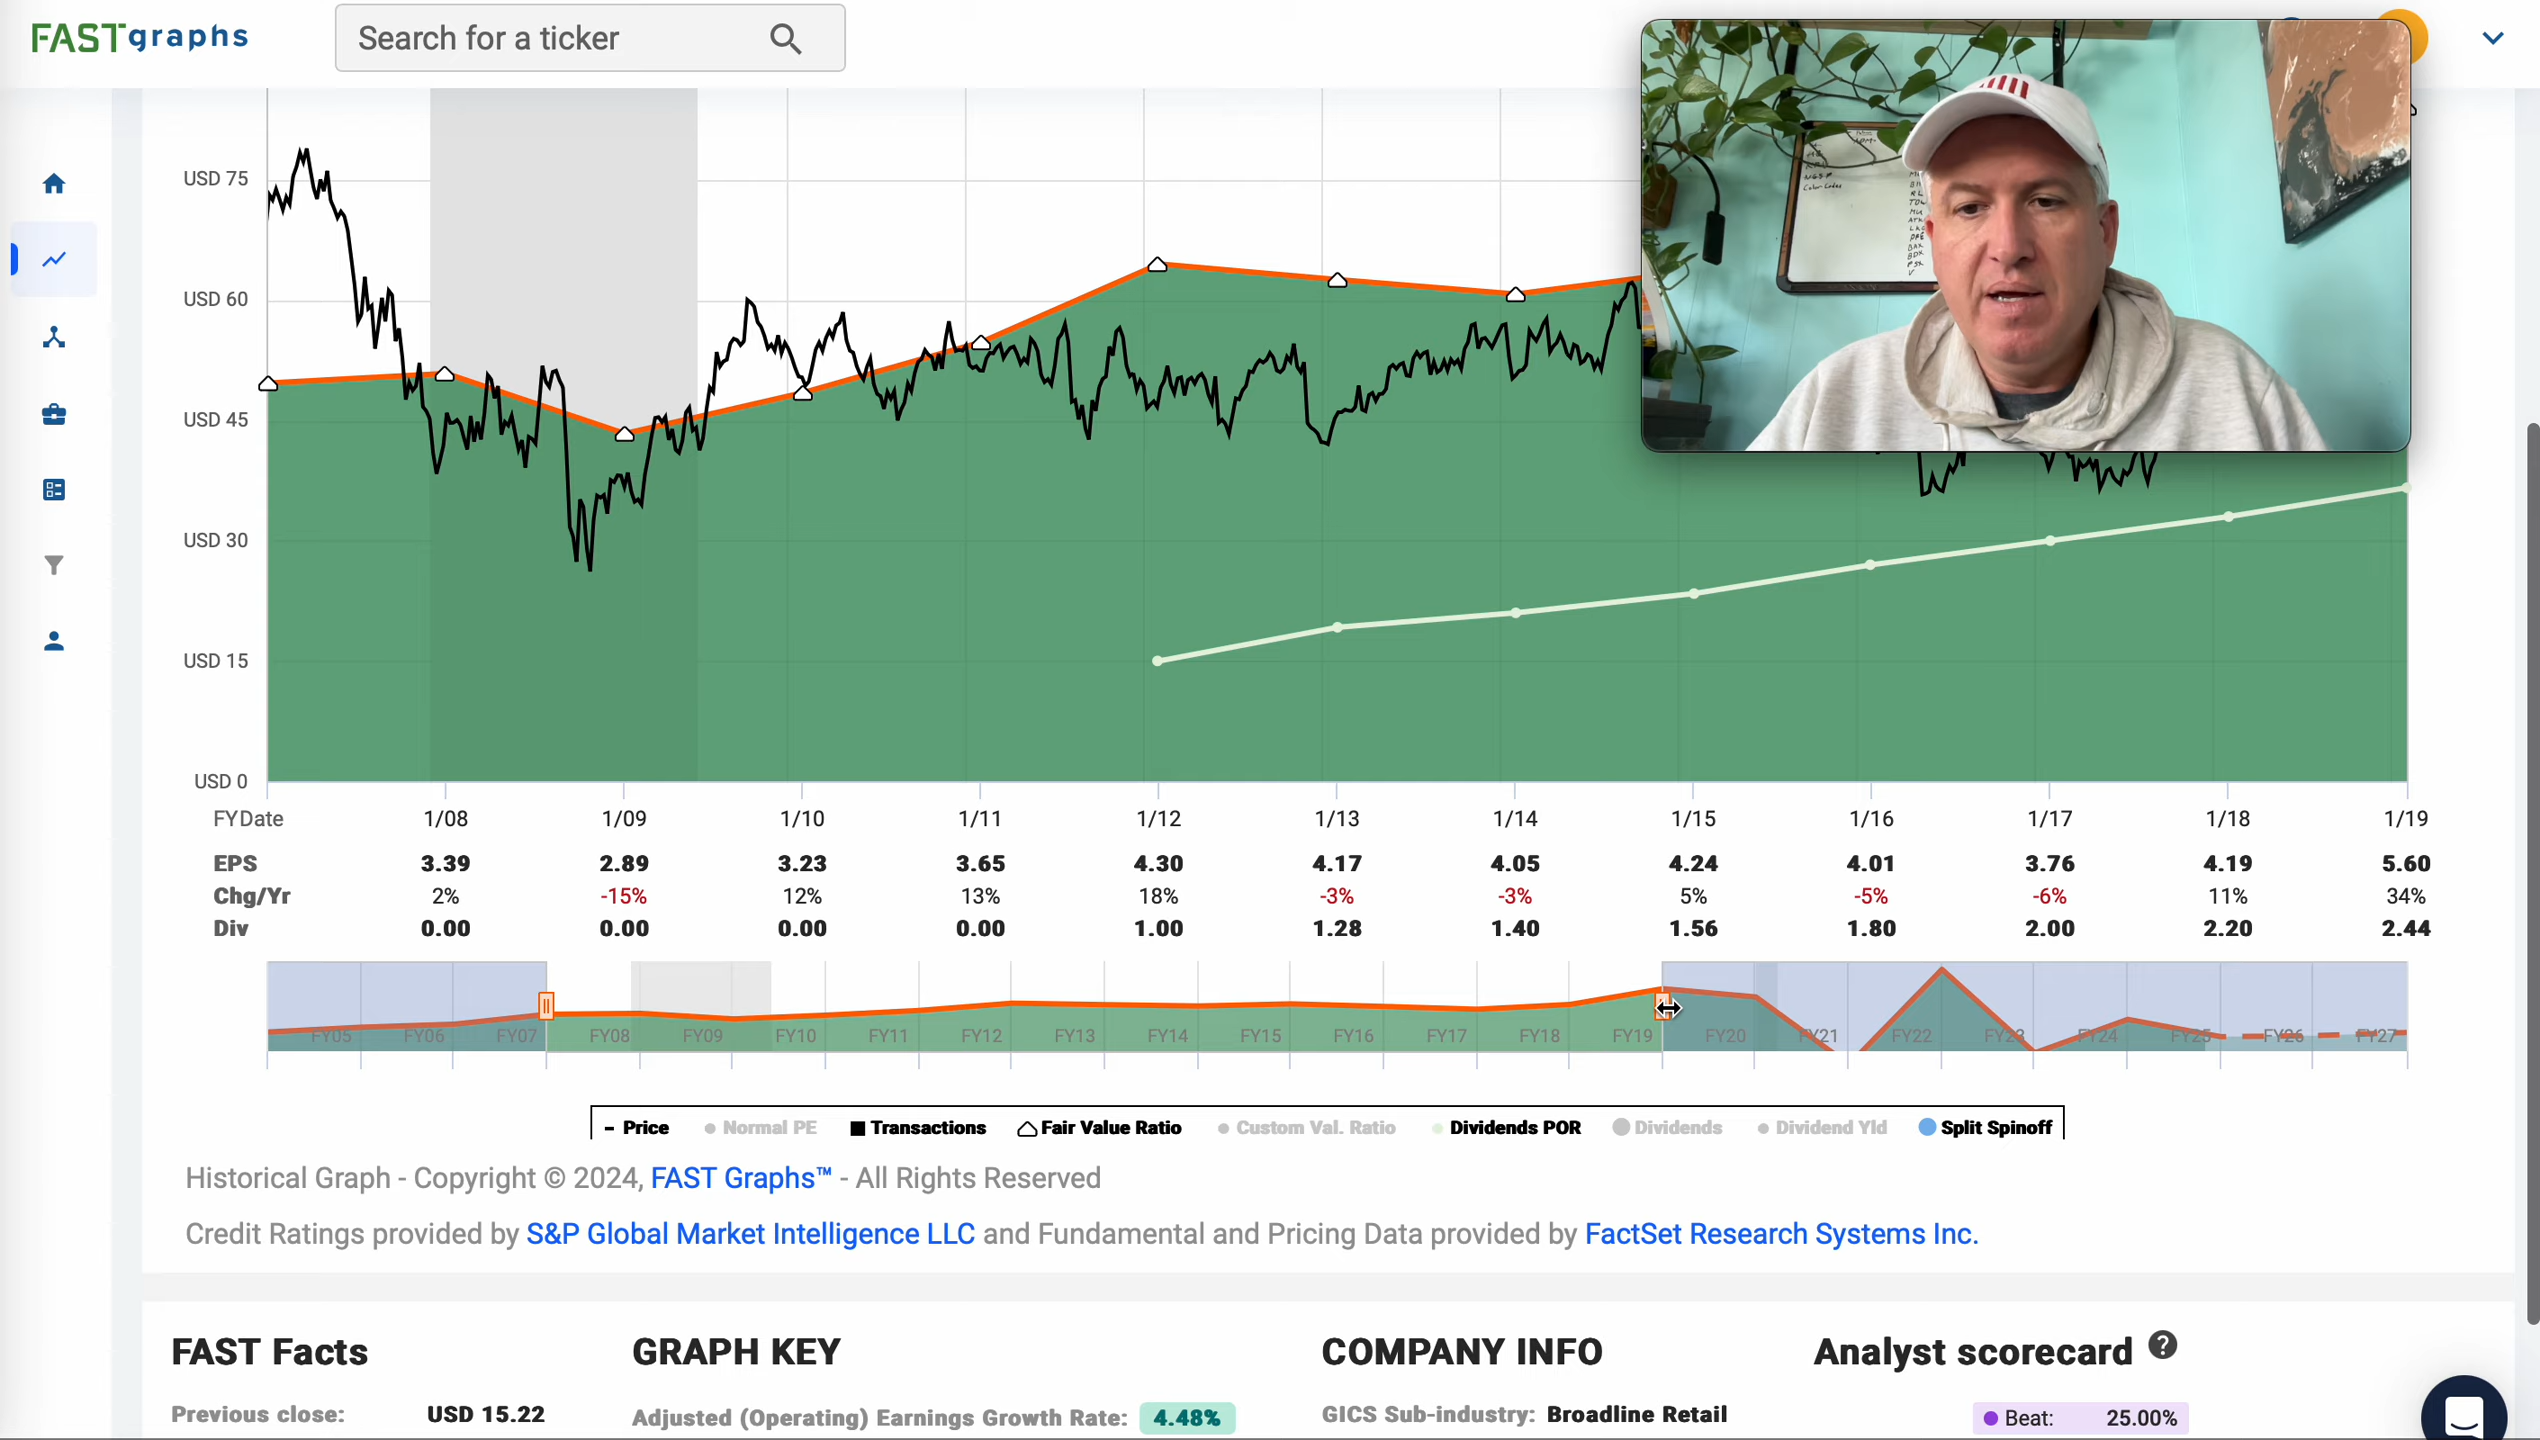 FASTgraphs
Search for a ticker
USD 75
USD 60
USD 45
USD 30
USD 15
USD 0
FYDate 1/08 1/09 1/10 1/11 1/12 1/13 1/14 1/15 1/16 1/17 1/18 1/19
EPS 3.39 2.89 3.23 3.65 4.30 4.17 4.05 4.24 4.01 3.76 4.19 5.60
Chg/Yr 2% -15% 12% 13% 18% -3% -3% 5% -5% -6% 11% 34%
Div 0.00 0.00 0.00 0.00 1.00 1.28 1.40 1.56 1.80 2.00 2.20 2.44
FY05 FY06 FY07 FY08 FY09 FY10 FY11 FY12 FY13 FY14 FY15 FY16 FY17 FY18 FY19 FY20 FY21 FY22 FY23 FY24 FY25 FY26 FY27
Price Normal PE Transactions Fair Value Ratio Custom Val. Ratio Dividends POR Dividends Dividend Yld Split Spinoff
Historical Graph - Copyright © 2024, FAST Graphs™ - All Rights Reserved
Credit Ratings provided by S&P Global Market Intelligence LLC and Fundamental and Pricing Data provided by FactSet Research Systems Inc.
FAST Facts GRAPH KEY COMPANY INFO Analyst scorecard ?
Previous close: USD 15.22 Adjusted (Operating) Earnings Growth Rate: 4.48% GICS Sub-industry: Broadline Retail Beat: 25.00%